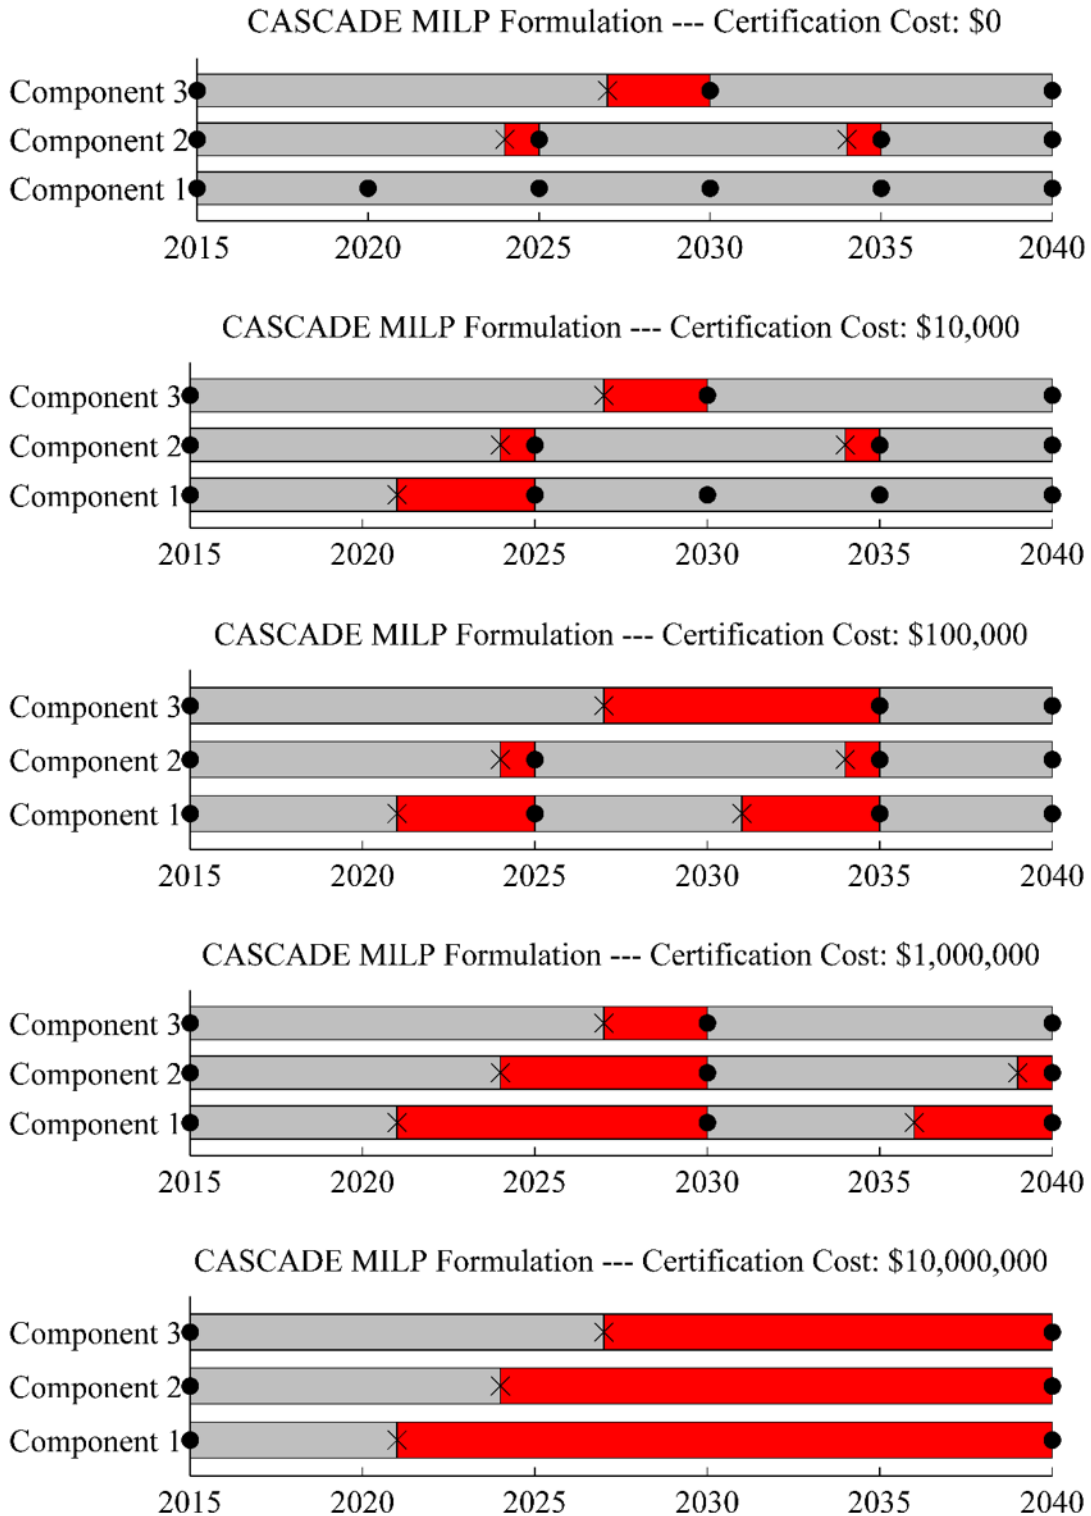 CASCADE MILP Formulation --- Certification Cost: $0
Component 3
Component 2
Component 1
2015 2020 2025 2030 2035 2040
CASCADE MILP Formulation --- Certification Cost: $10,000
Component 3
Component 2
Component 1
2015 2020 2025 2030 2035 2040
CASCADE MILP Formulation --- Certification Cost: $100,000
Component 3
Component 2
Component 1
2015 2020 2025 2030 2035 2040
CASCADE MILP Formulation --- Certification Cost: $1,000,000
Component 3
Component 2
Component 1
2015 2020 2025 2030 2035 2040
CASCADE MILP Formulation --- Certification Cost: $10,000,000
Component 3
Component 2
Component 1
2015 2020 2025 2030 2035 2040